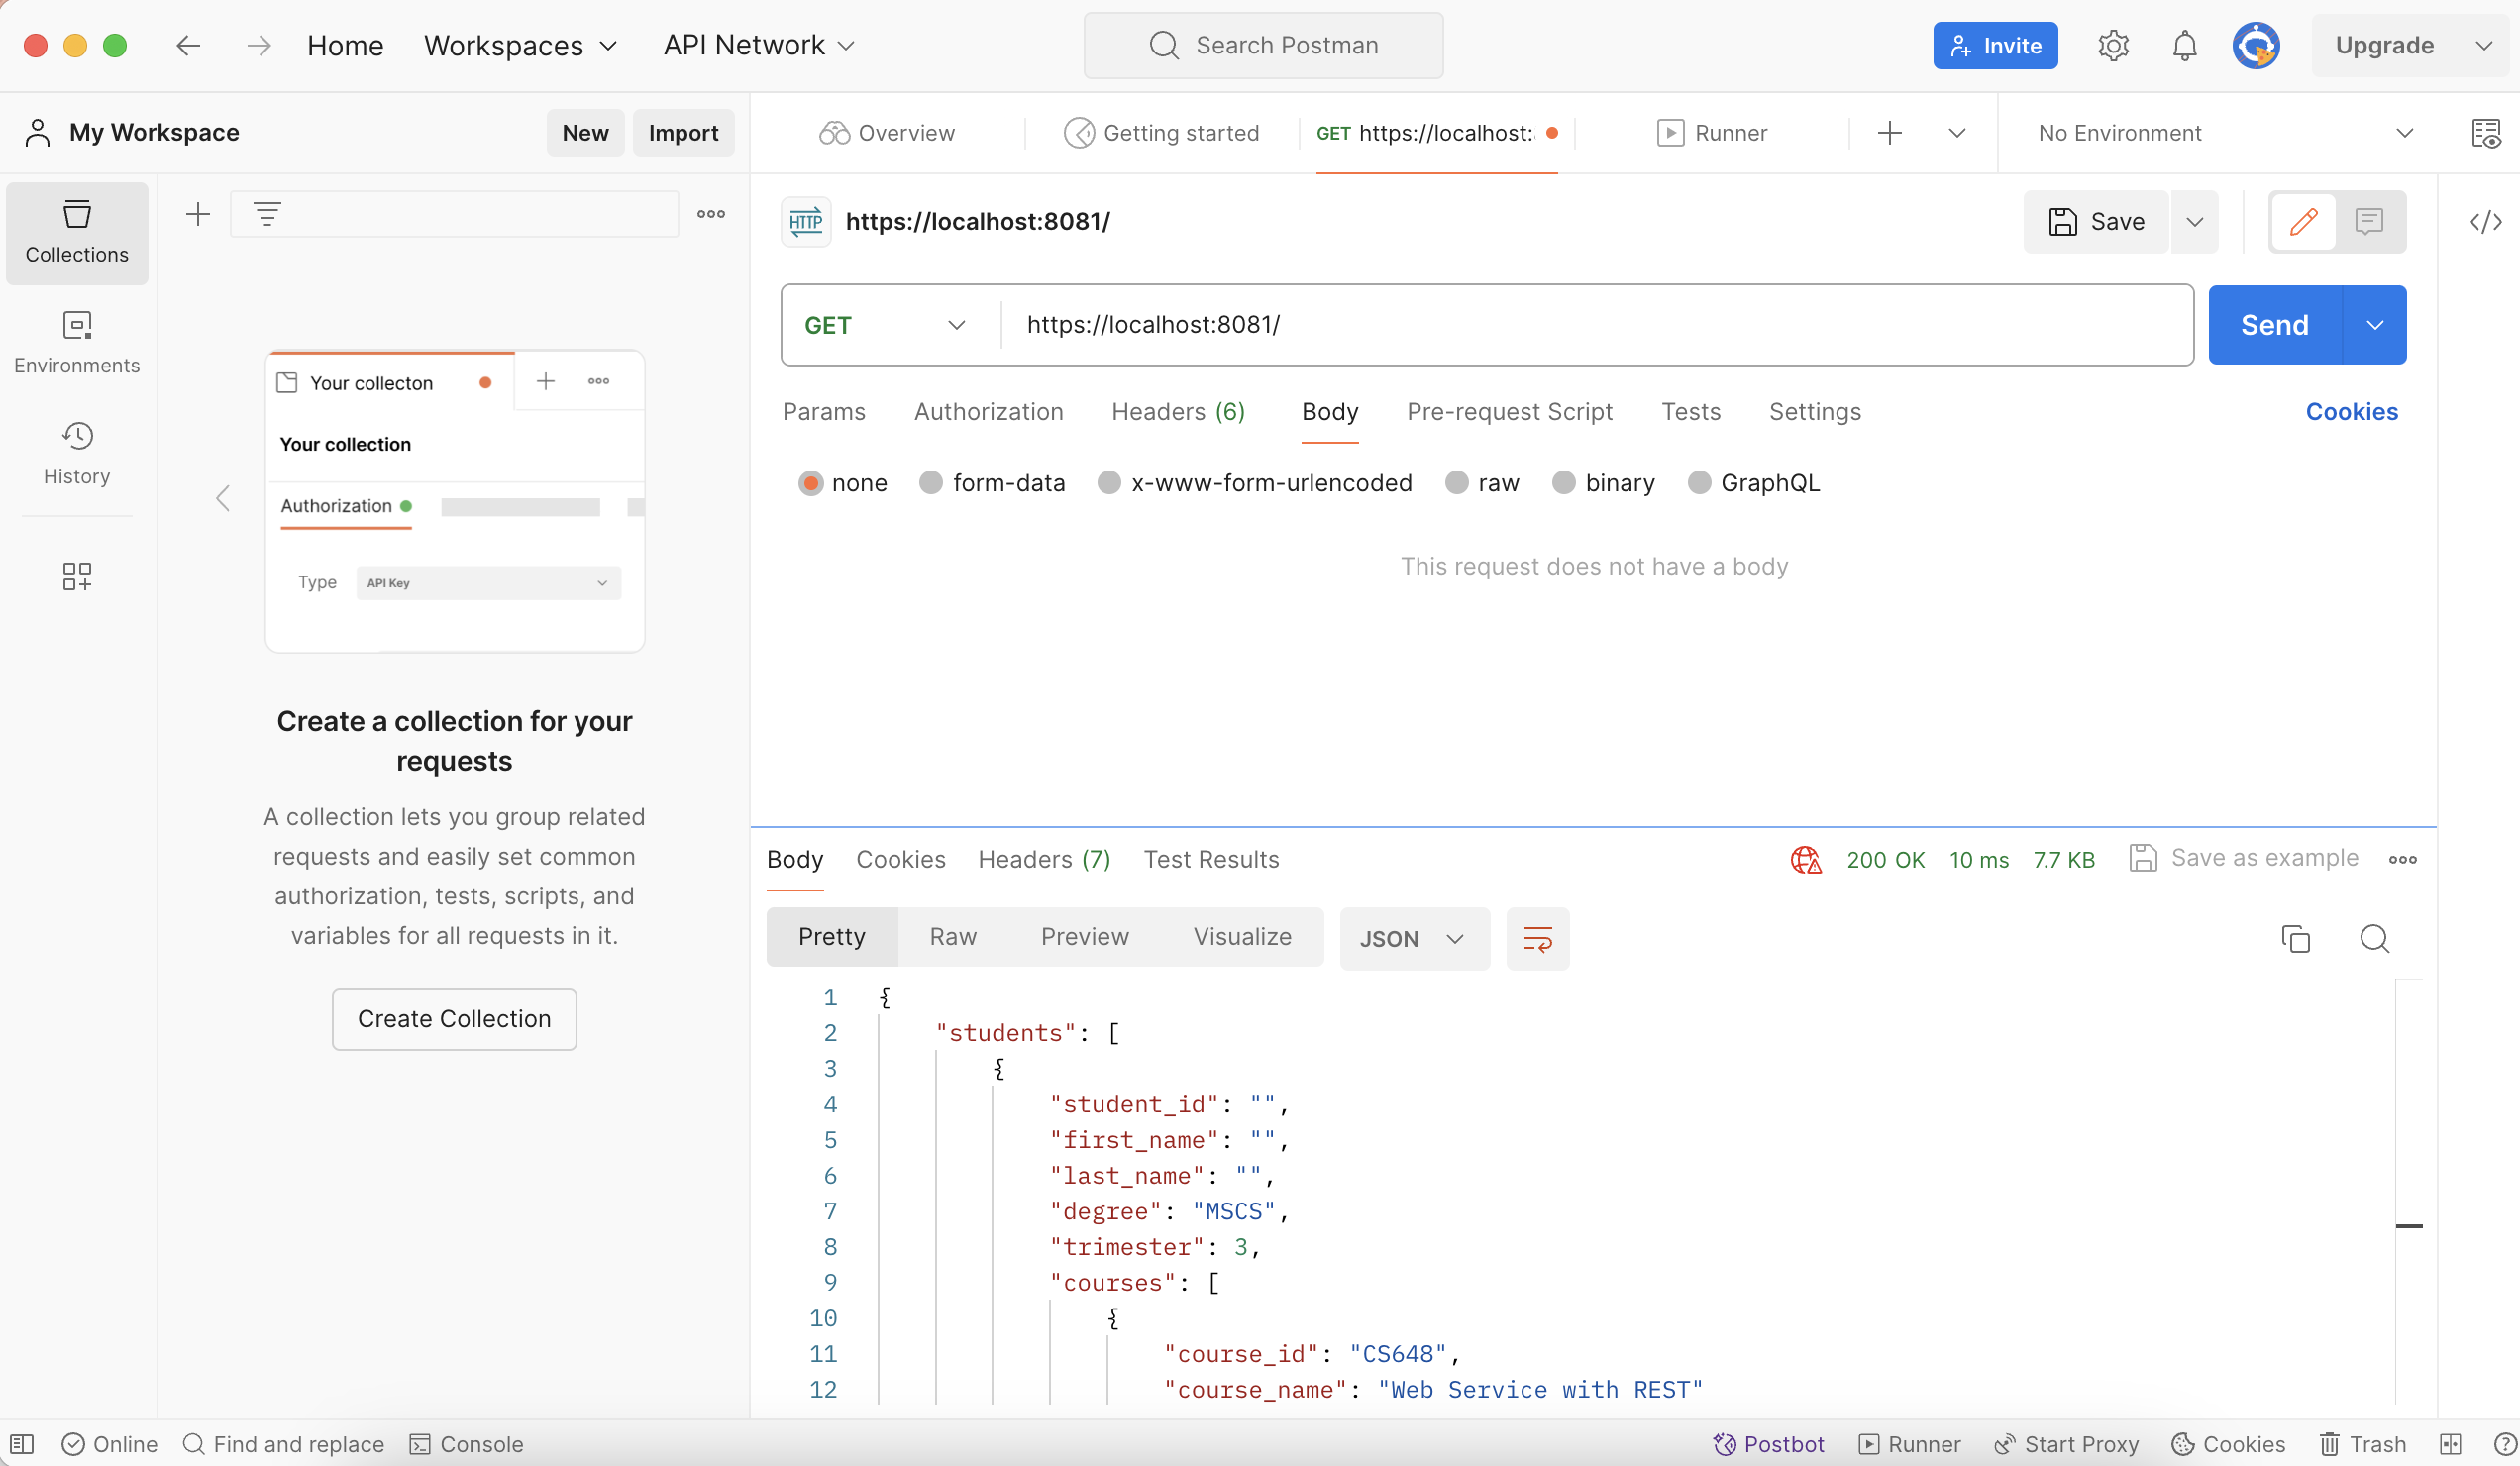 Home Workspaces API Network Search Postman Invite Upgrade
My Workspace New Import Overview Getting started GET https://localhost: Runner No Environment
Collections
Environments
History
Your collecton
Your collection
Authorization
Type API Key
Create a collection for your
requests
A collection lets you group related
requests and easily set common
authorization, tests, scripts, and
variables for all requests in it.
Create Collection
HTTP https://localhost:8081/ Save
GET https://localhost:8081/ Send
Params Authorization Headers (6) Body Pre-request Script Tests Settings Cookies
none form-data x-www-form-urlencoded raw binary GraphQL
This request does not have a body
Body Cookies Headers (7) Test Results 200 OK 10 ms 7.7 KB Save as example
Pretty Raw Preview Visualize JSON
1 {
2 "students": [
3 {
4 "student_id": "",
5 "first_name": "",
6 "last_name": "",
7 "degree": "MSCS",
8 "trimester": 3,
9 "courses": [
10 {
11 "course_id": "CS648",
12 "course_name": "Web Service with REST"
Online Find and replace Console Postbot Runner Start Proxy Cookies Trash